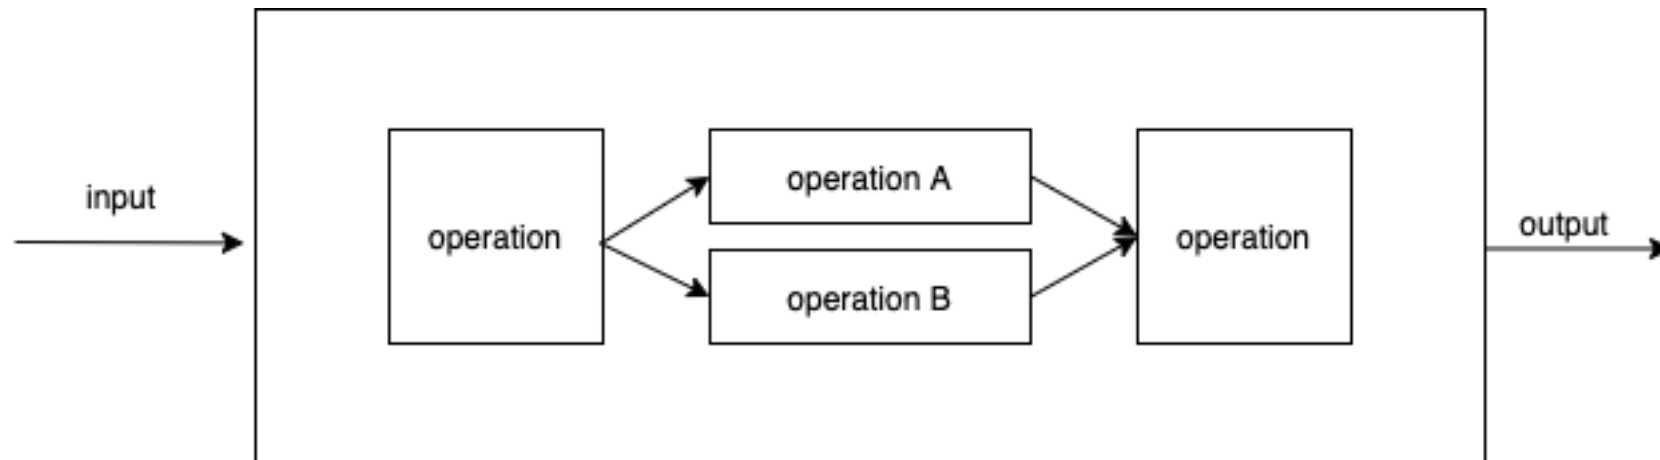 input
operation
operation A
operation B
operation
output